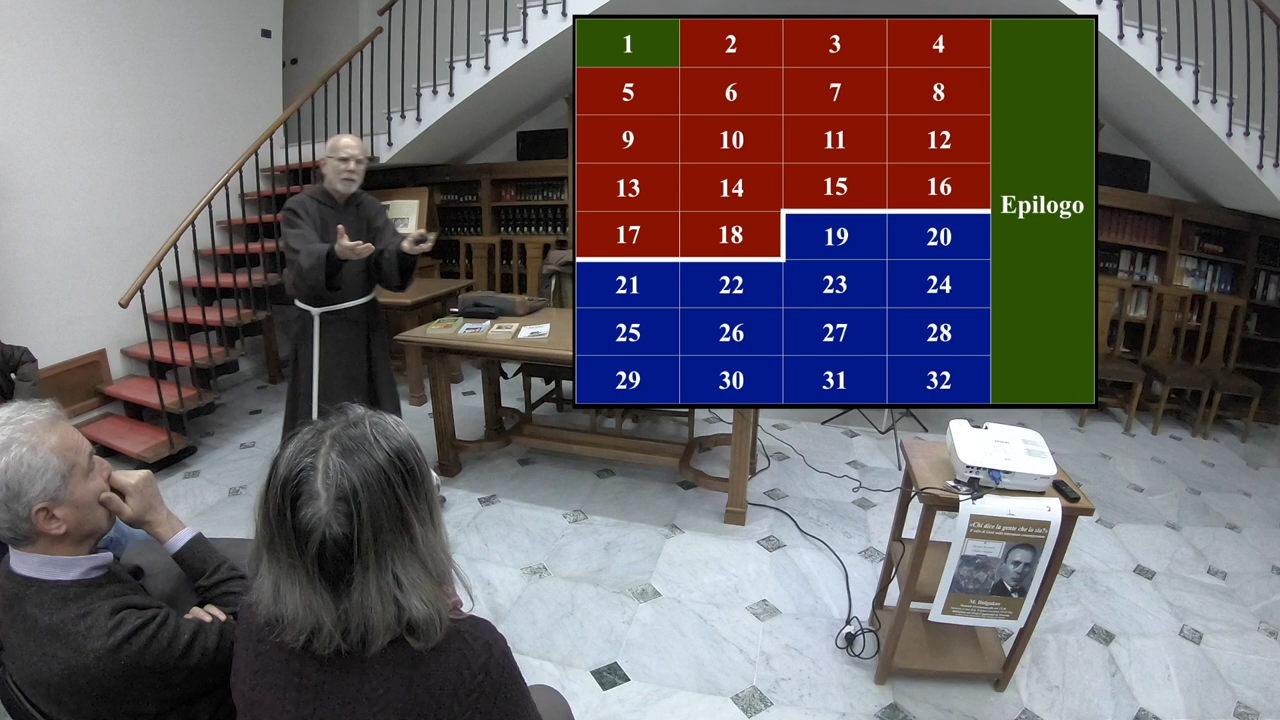 1 2 3 4
5 6 7 8
9 10 11 12
13 14 15 16
17 18 19 20
21 22 23 24
25 26 27 28
29 30 31 32
Epilogo
«Chi dice la gente che io sia?»
M. Bulgakov